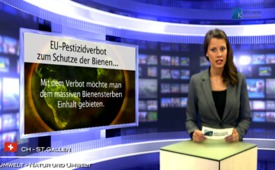 EU-Pestizidverbot
zum Schutze der Bienen...
Mit dem Verbot möchte man
dem massiven Bienensterben
Einhalt gebieten.
CH - ST.GALLEN
UMWELT - NATUR UND UMWELT